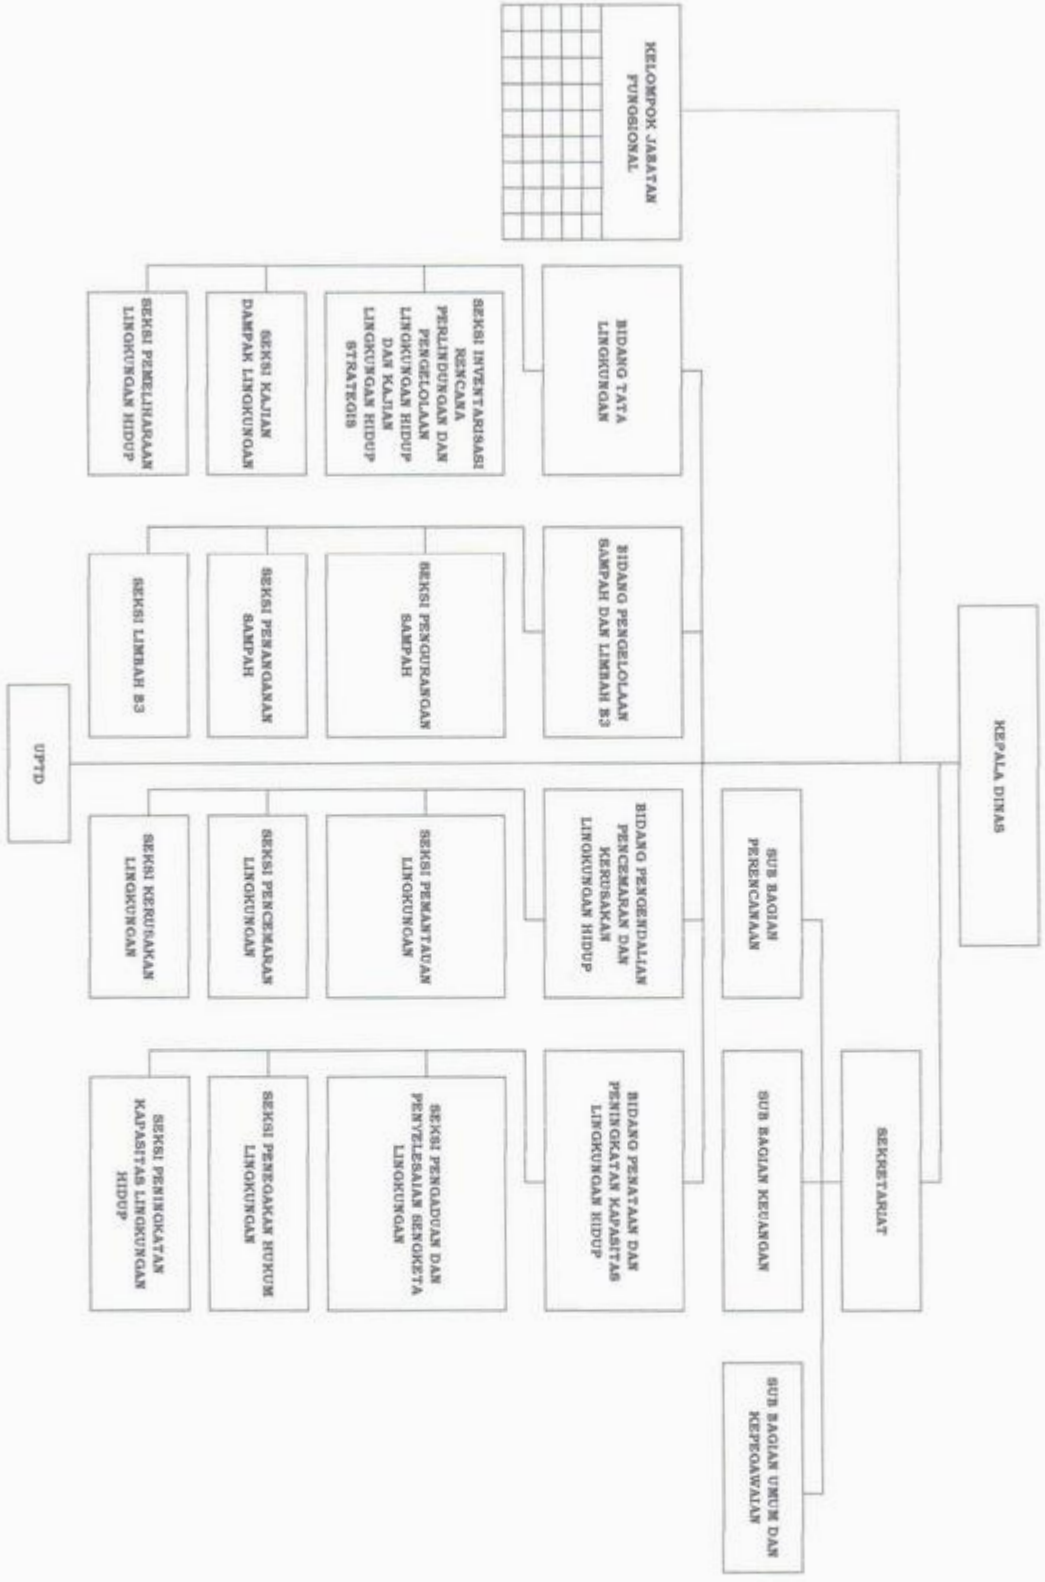 KEPALA DINAS
SEKRETARIAT
SUB BAGIAN
PERENCANAAN
SUB BAGIAN KEUANGAN
SUB BAGIAN UMUM DAN
KEPEGAWAIAN
KELOMPOK JABATAN
FUNGSIONAL
BIDANG TATA
LINGKUNGAN
BIDANG PENGELOLAAN
SAMPAH DAN LIMBAH B3
BIDANG PENGENDALIAN
PENCEMARAN DAN
KERUSAKAN
LINGKUNGAN HIDUP
BIDANG PENATAAN DAN
PENINGKATAN KAPASITAS
LINGKUNGAN HIDUP
SEKSI INVENTARISASI
RENCANA
PERLINDUNGAN DAN
PENGELOLAAN
LINGKUNGAN HIDUP
DAN KAJIAN
LINGKUNGAN HIDUP
STRATEGIS
SEKSI PENGURANGAN
SAMPAH
SEKSI PEMANTAUAN
LINGKUNGAN
SEKSI PENGADUAN DAN
PENYELESAIAN SENGKETA
LINGKUNGAN
SEKSI KAJIAN
DAMPAK LINGKUNGAN
SEKSI PENANGANAN
SAMPAH
SEKSI PENCEMARAN
LINGKUNGAN
SEKSI PENEGAKAN HUKUM
LINGKUNGAN
SEKSI PEMELIHARAAN
LINGKUNGAN HIDUP
SEKSI LIMBAH B3
SEKSI KERUSAKAN
LINGKUNGAN
SEKSI PENINGKATAN
KAPASITAS LINGKUNGAN
HIDUP
UPTD